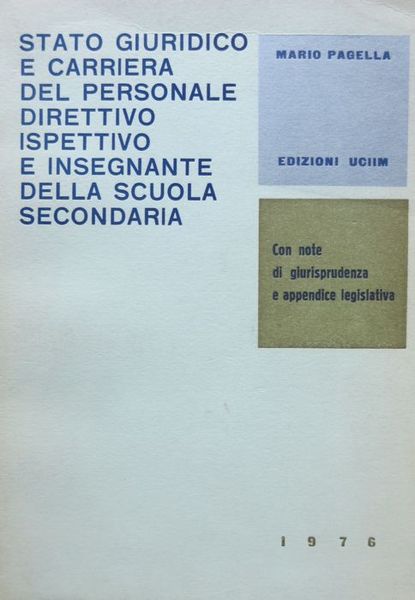 STATO GIURIDICO
E CARRIERA
DEL PERSONALE
DIRETTIVO
ISPETTIVO
E INSEGNANTE
DELLA SCUOLA
SECONDARIA
MARIO PAGELLA
EDIZIONI UCIIM
Con note
di giurisprudenza
e appendice legislativa
1976